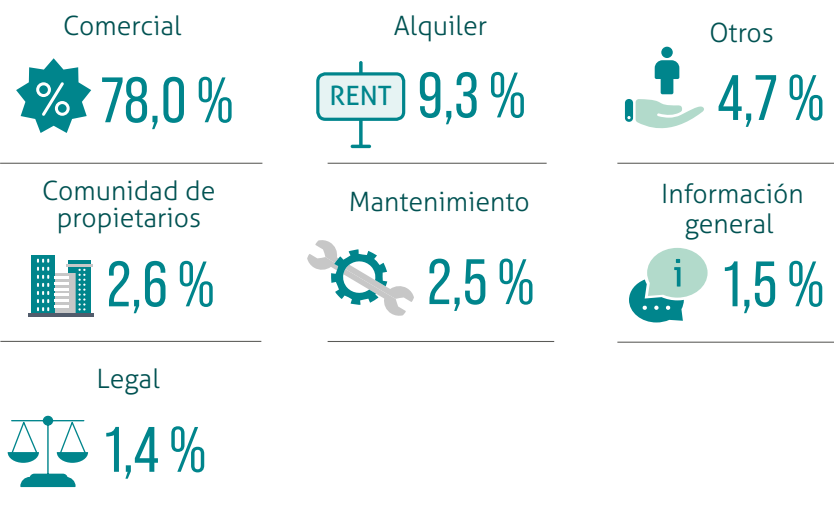 Comercial
%
78,0 %
Alquiler
RENT
9,3 %
Otros
4,7 %
Comunidad de
propietarios
2,6 %
Mantenimiento
2,5 %
Información
general
i
1,5 %
Legal
1,4 %